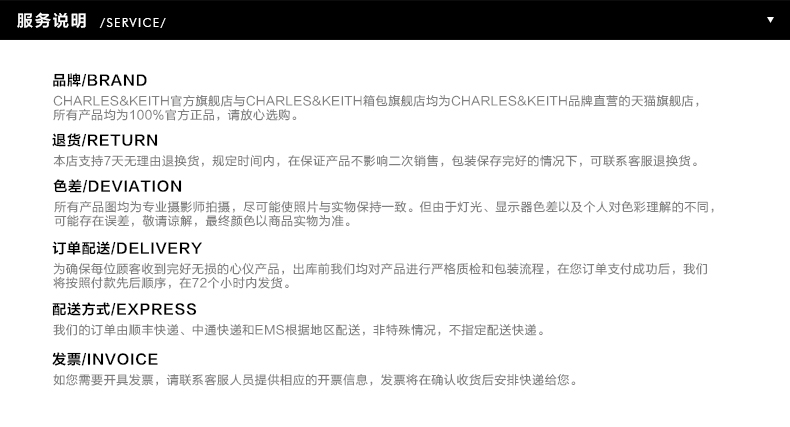 服务说明 /SERVICE/
品牌/BRAND
CHARLES&KEITH官方旗舰店与CHARLES&KEITH箱包旗舰店均为CHARLES&KEITH品牌直营的天猫旗舰店，
所有产品均为100%官方正品，请放心选购。
退货/RETURN
本店支持7天无理由退换货，规定时间内，在保证产品不影响二次销售，包装保存完好的情况下，可联系客服退换货。
色差/DEVIATION
所有产品图均为专业摄影师拍摄，尽可能使照片与实物保持一致。但由于灯光、显示器色差以及个人对色彩理解的不同，
可能存在误差，敬请谅解，最终颜色以商品实物为准。
订单配送/DELIVERY
为确保每位顾客收到完好无损的心仪产品，出库前我们均对产品进行严格质检和包装流程，在您订单支付成功后，我们
将按照付款先后顺序，在72个小时内发货。
配送方式/EXPRESS
我们的订单由顺丰快递、中通快递和EMS根据地区配送，非特殊情况，不指定配送快递。
发票/INVOICE
如您需要开具发票，请联系客服人员提供相应的开票信息，发票将在确认收货后安排快递给您。